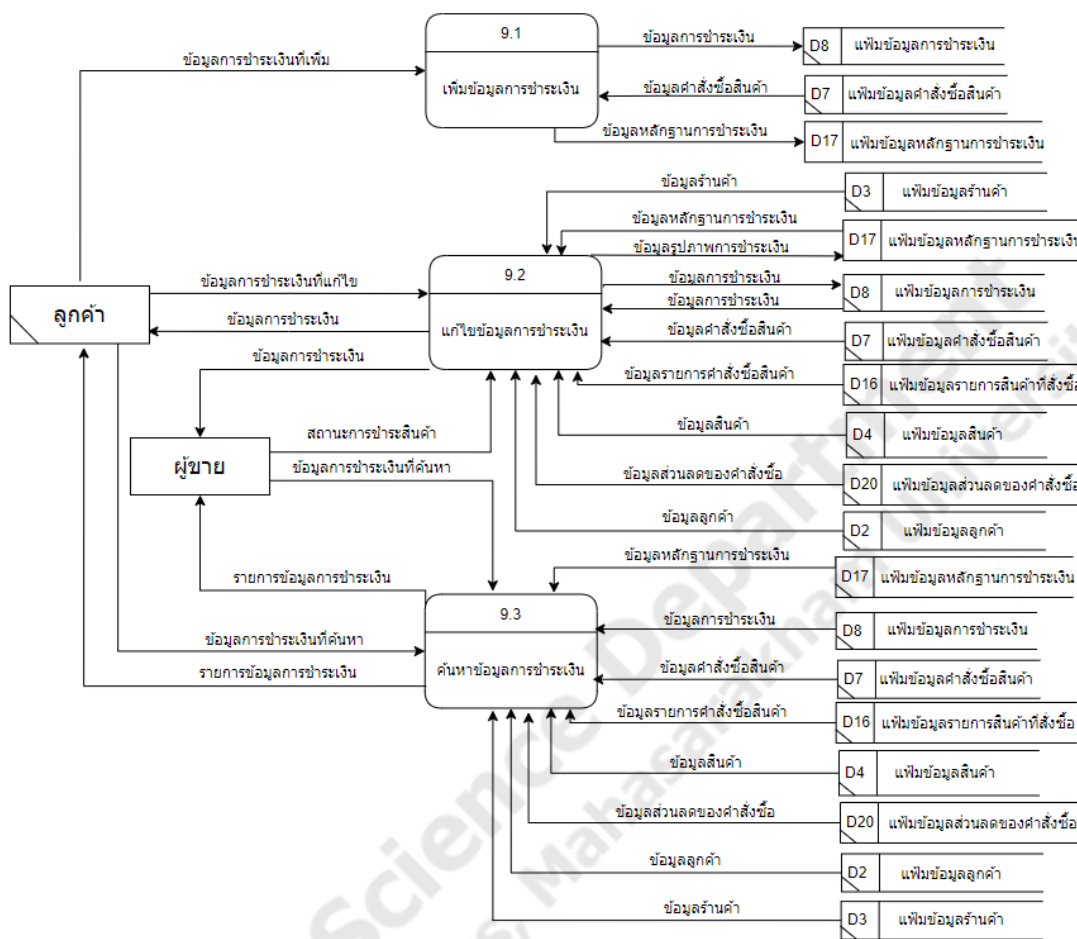 9.1
ข้อมูลการชำระเงิน
D8 แฟ้มข้อมูลการชำระเงิน
ข้อมูลการชำระเงินที่เพิ่ม
เพิ่มข้อมูลการชำระเงิน
ข้อมูลคำสั่งซื้อสินค้า
D7 แฟ้มข้อมูลคำสั่งซื้อสินค้า
ข้อมูลหลักฐานการชำระเงิน
D17 แฟ้มข้อมูลหลักฐานการชำระเงิน
ข้อมูลร้านค้า
D3 แฟ้มข้อมูลร้านค้า
ข้อมูลหลักฐานการชำระเงิน
D17 แฟ้มข้อมูลหลักฐานการชำระเงิน
ข้อมูลรูปภาพการชำระเงิน
9.2
ข้อมูลการชำระเงินที่แก้ไข
ข้อมูลการชำระเงิน
D8 แฟ้มข้อมูลการชำระเงิน
ข้อมูลการชำระเงิน
ลูกค้า
ข้อมูลการชำระเงิน
แก้ไขข้อมูลการชำระเงิน
ข้อมูลคำสั่งซื้อสินค้า
D7 แฟ้มข้อมูลคำสั่งซื้อสินค้า
ข้อมูลการชำระเงิน
ข้อมูลรายการคำสั่งซื้อสินค้า
D16 แฟ้มข้อมูลรายการสินค้าที่สั่งซื้อ
สถานะการชำระสินค้า
ข้อมูลสินค้า
D4 แฟ้มข้อมูลสินค้า
ผู้ขาย
ข้อมูลการชำระเงินที่ค้นหา
ข้อมูลส่วนลดของคำสั่งซื้อ
D20 แฟ้มข้อมูลส่วนลดของคำสั่งซื้อ
ข้อมูลลูกค้า
D2 แฟ้มข้อมูลลูกค้า
ข้อมูลหลักฐานการชำระเงิน
D17 แฟ้มข้อมูลหลักฐานการชำระเงิน
รายการข้อมูลการชำระเงิน
9.3
ข้อมูลการชำระเงิน
D8 แฟ้มข้อมูลการชำระเงิน
ข้อมูลการชำระเงินที่ค้นหา
รายการข้อมูลการชำระเงิน
ค้นหาข้อมูลการชำระเงิน
ข้อมูลคำสั่งซื้อสินค้า
D7 แฟ้มข้อมูลคำสั่งซื้อสินค้า
ข้อมูลรายการคำสั่งซื้อสินค้า
D16 แฟ้มข้อมูลรายการสินค้าที่สั่งซื้อ
ข้อมูลสินค้า
D4 แฟ้มข้อมูลสินค้า
ข้อมูลส่วนลดของคำสั่งซื้อ
D20 แฟ้มข้อมูลส่วนลดของคำสั่งซื้อ
ข้อมูลลูกค้า
D2 แฟ้มข้อมูลลูกค้า
ข้อมูลร้านค้า
D3 แฟ้มข้อมูลร้านค้า
Science Department
Mahasarakham